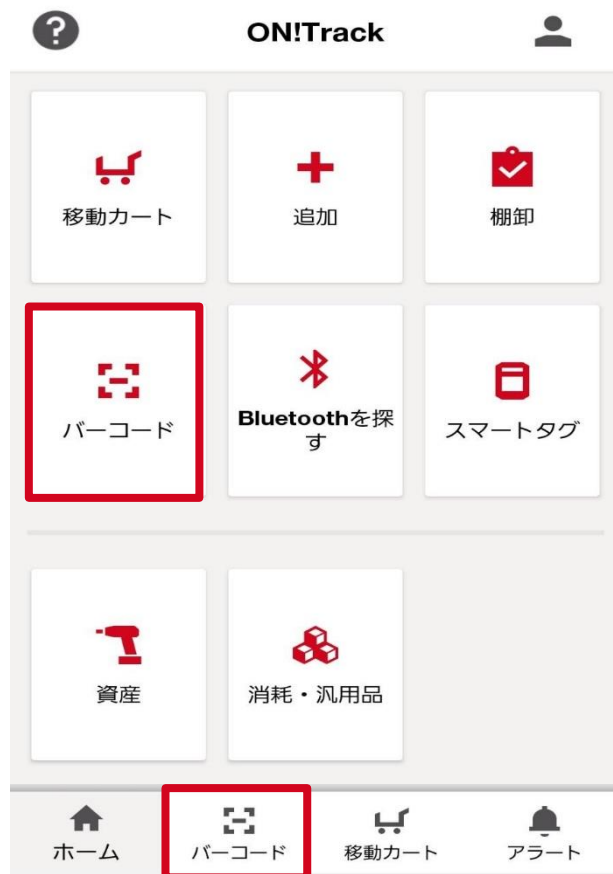 ON!Track
移動カート
追加
棚卸
バーコード
Bluetoothを探
す
スマートタグ
資産
消耗・汎用品
ホーム
バーコード
移動カート
アラート